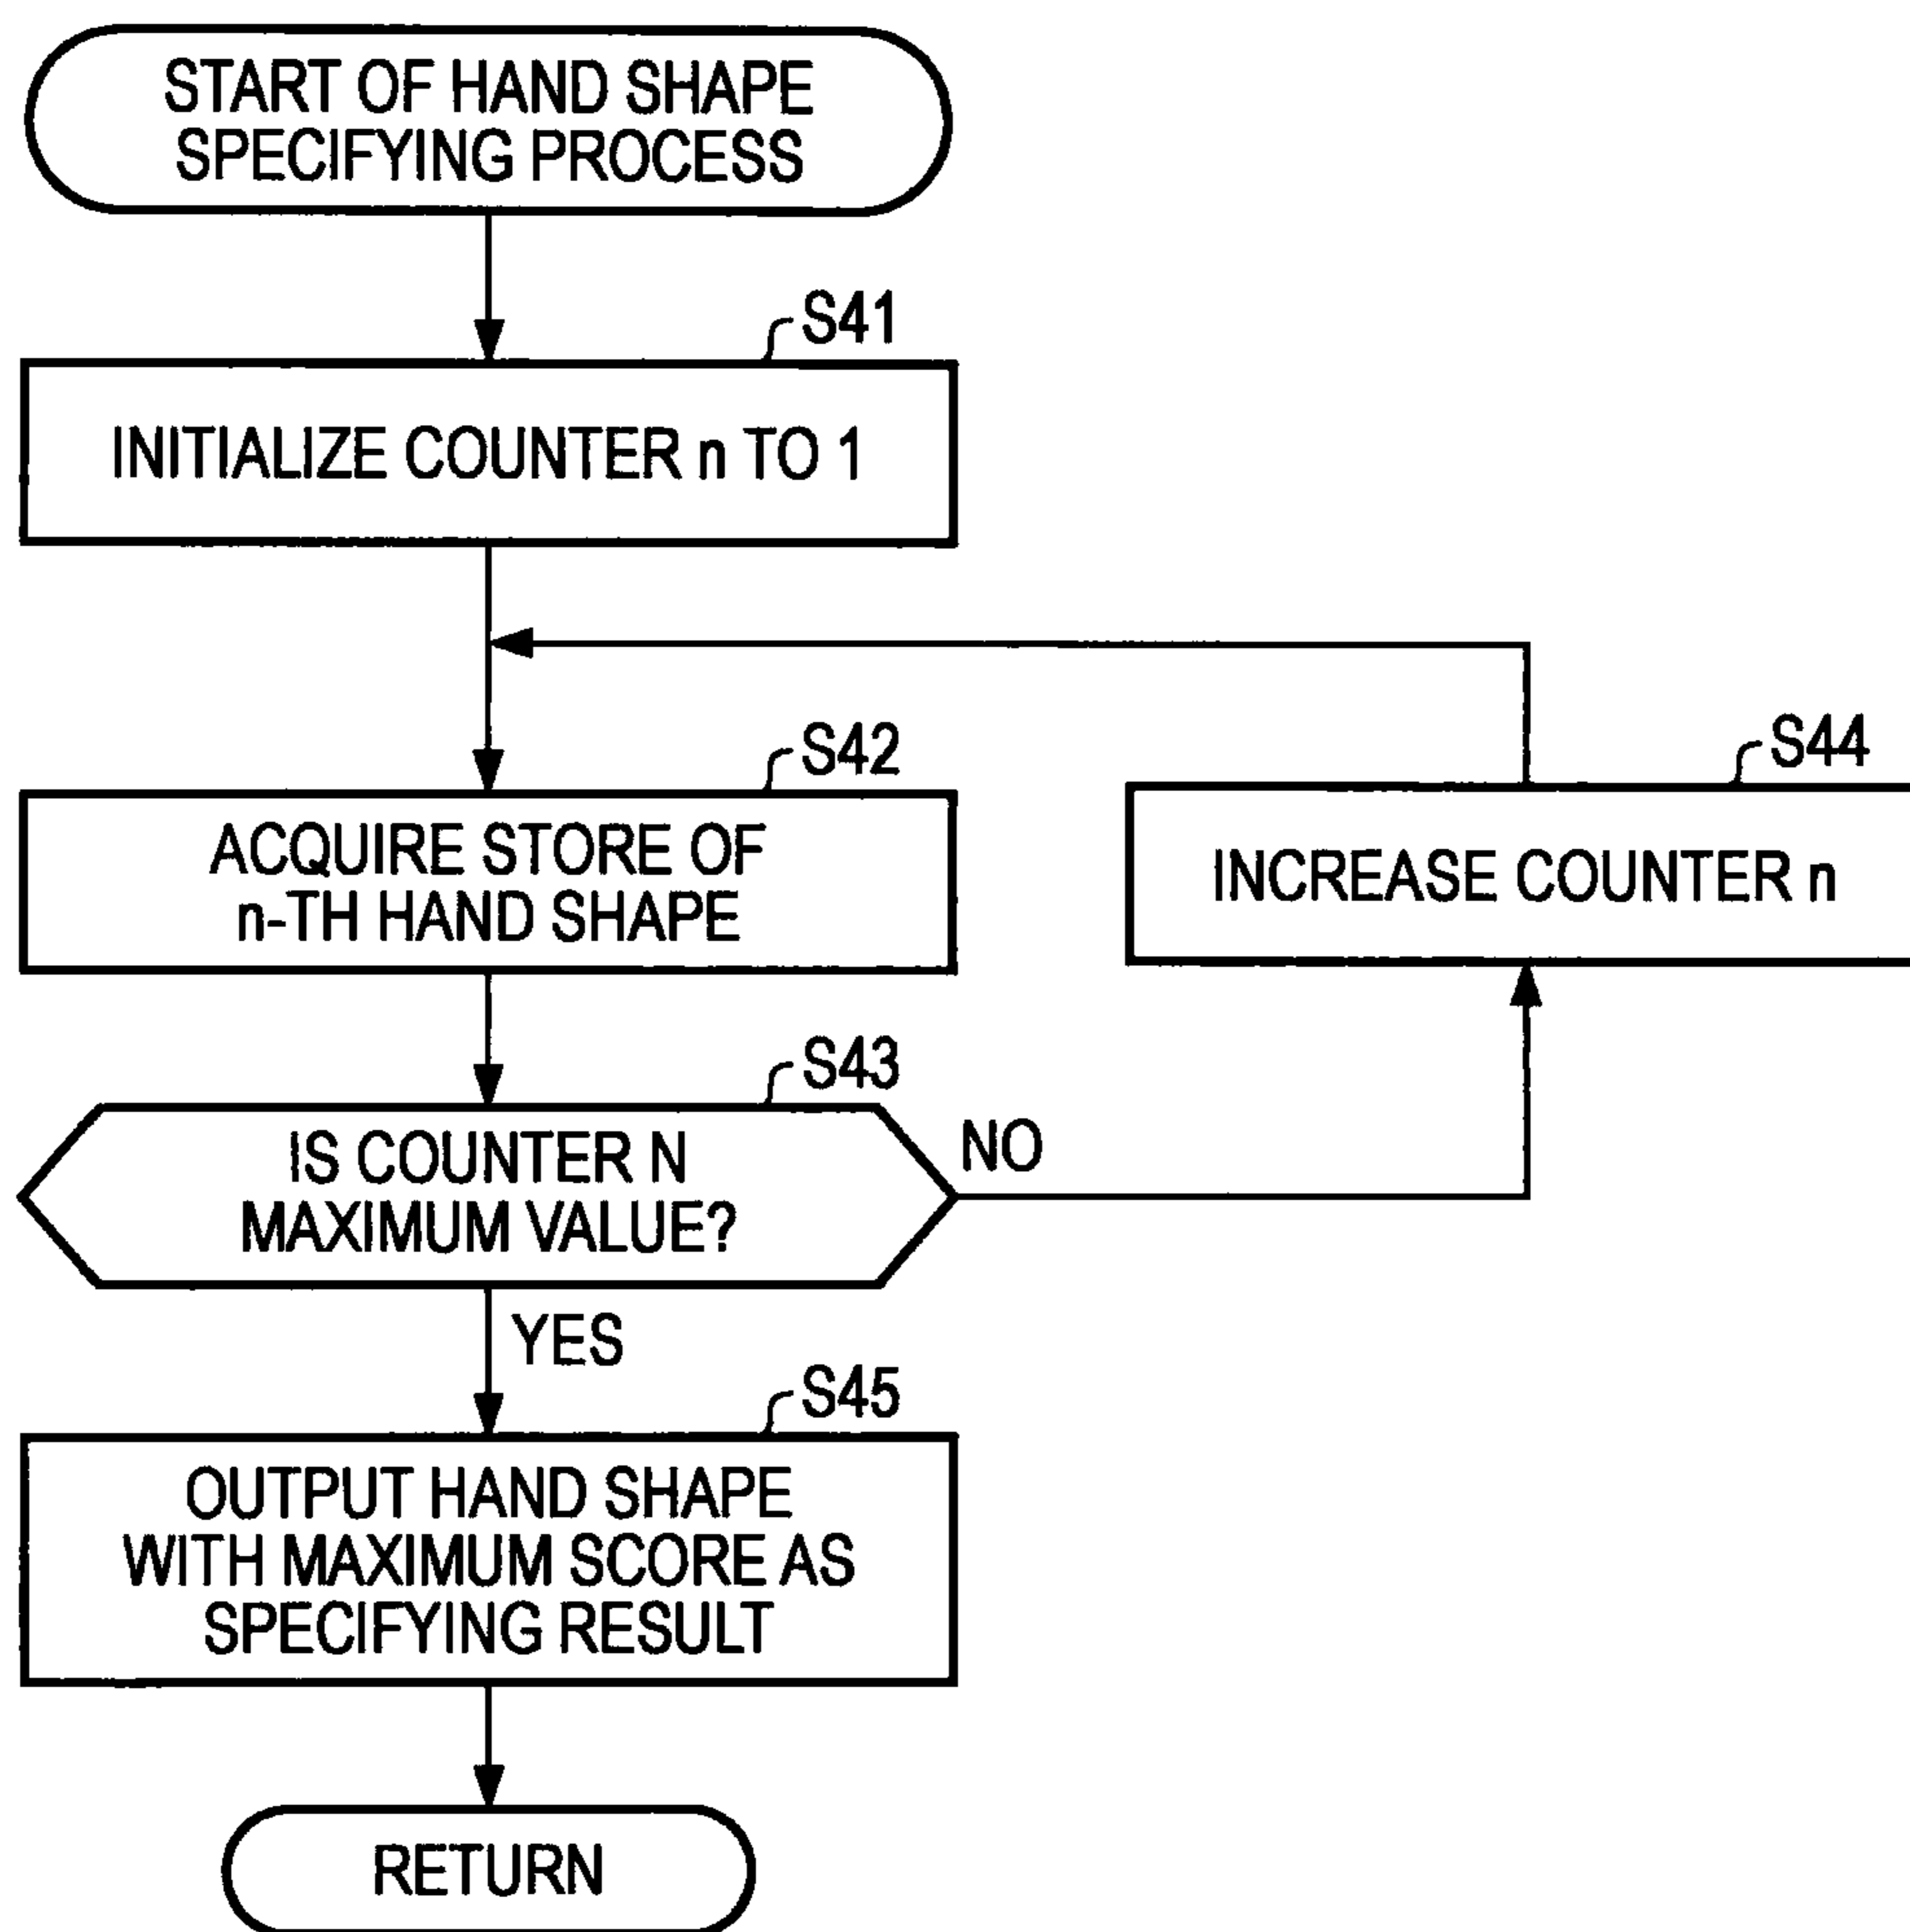 START OF HAND SHAPE
SPECIFYING PROCESS
S41
INITIALIZE COUNTER n TO 1
S42
ACQUIRE STORE OF
n-TH HAND SHAPE
S44
INCREASE COUNTER n
S43
IS COUNTER N
MAXIMUM VALUE?
NO
YES
S45
OUTPUT HAND SHAPE
WITH MAXIMUM SCORE AS
SPECIFYING RESULT
RETURN